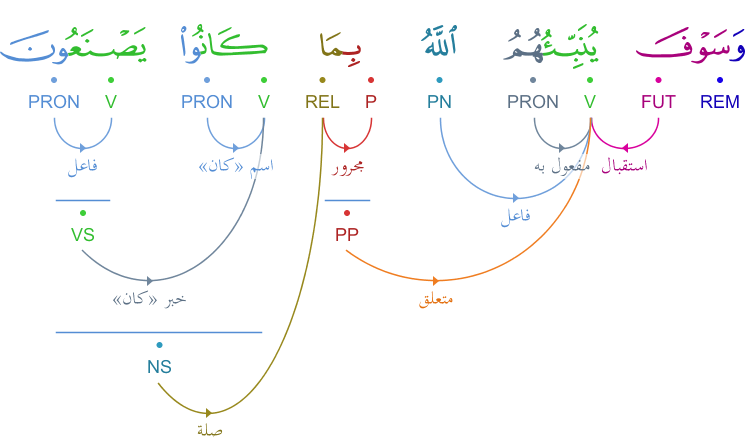 وَسَوْفَ يُنَبِّئُهُمُ ٱللَّهُ بِمَا كَانُوا۟ يَصْنَعُونَ
REM FUT V PRON PN P REL V PRON V PRON
استقبال مفعول به مجرور اسم «كان» فاعل
فاعل
PP VS
متعلق خبر «كان»
NS
صلة